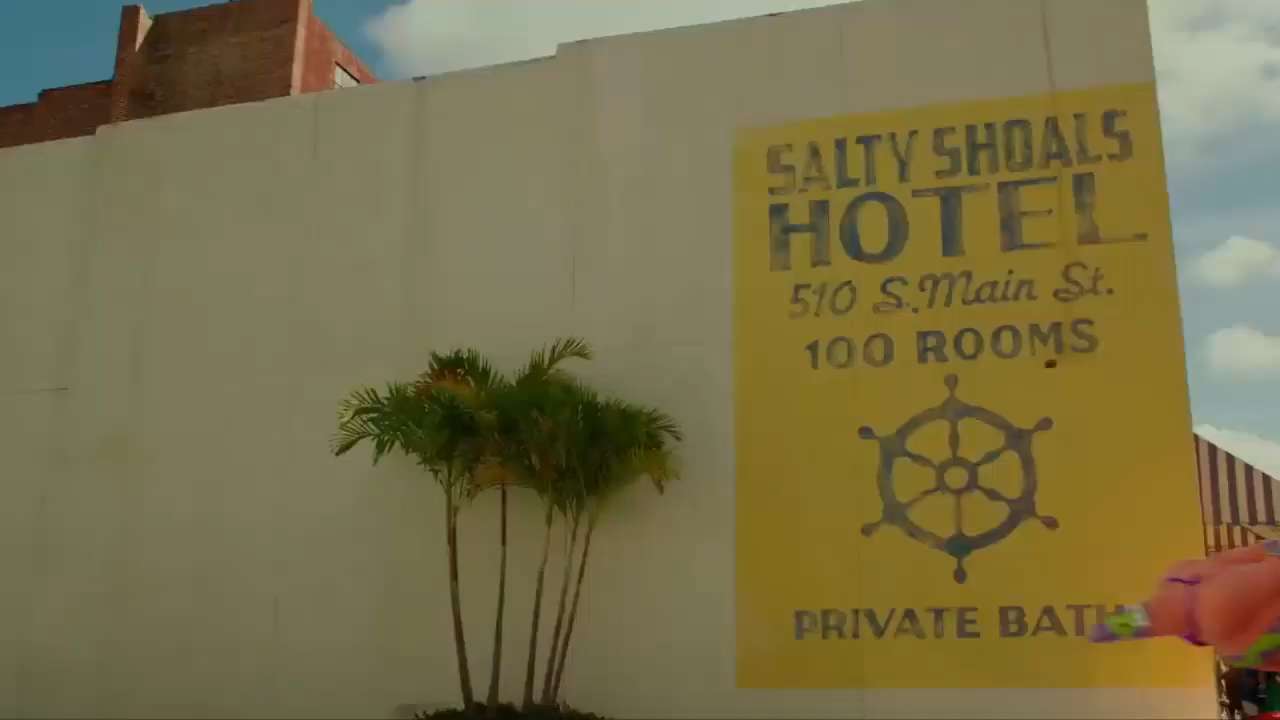 SALTY SHOALS
HOTEL
510 S. Main St.
100 ROOMS
PRIVATE BATH